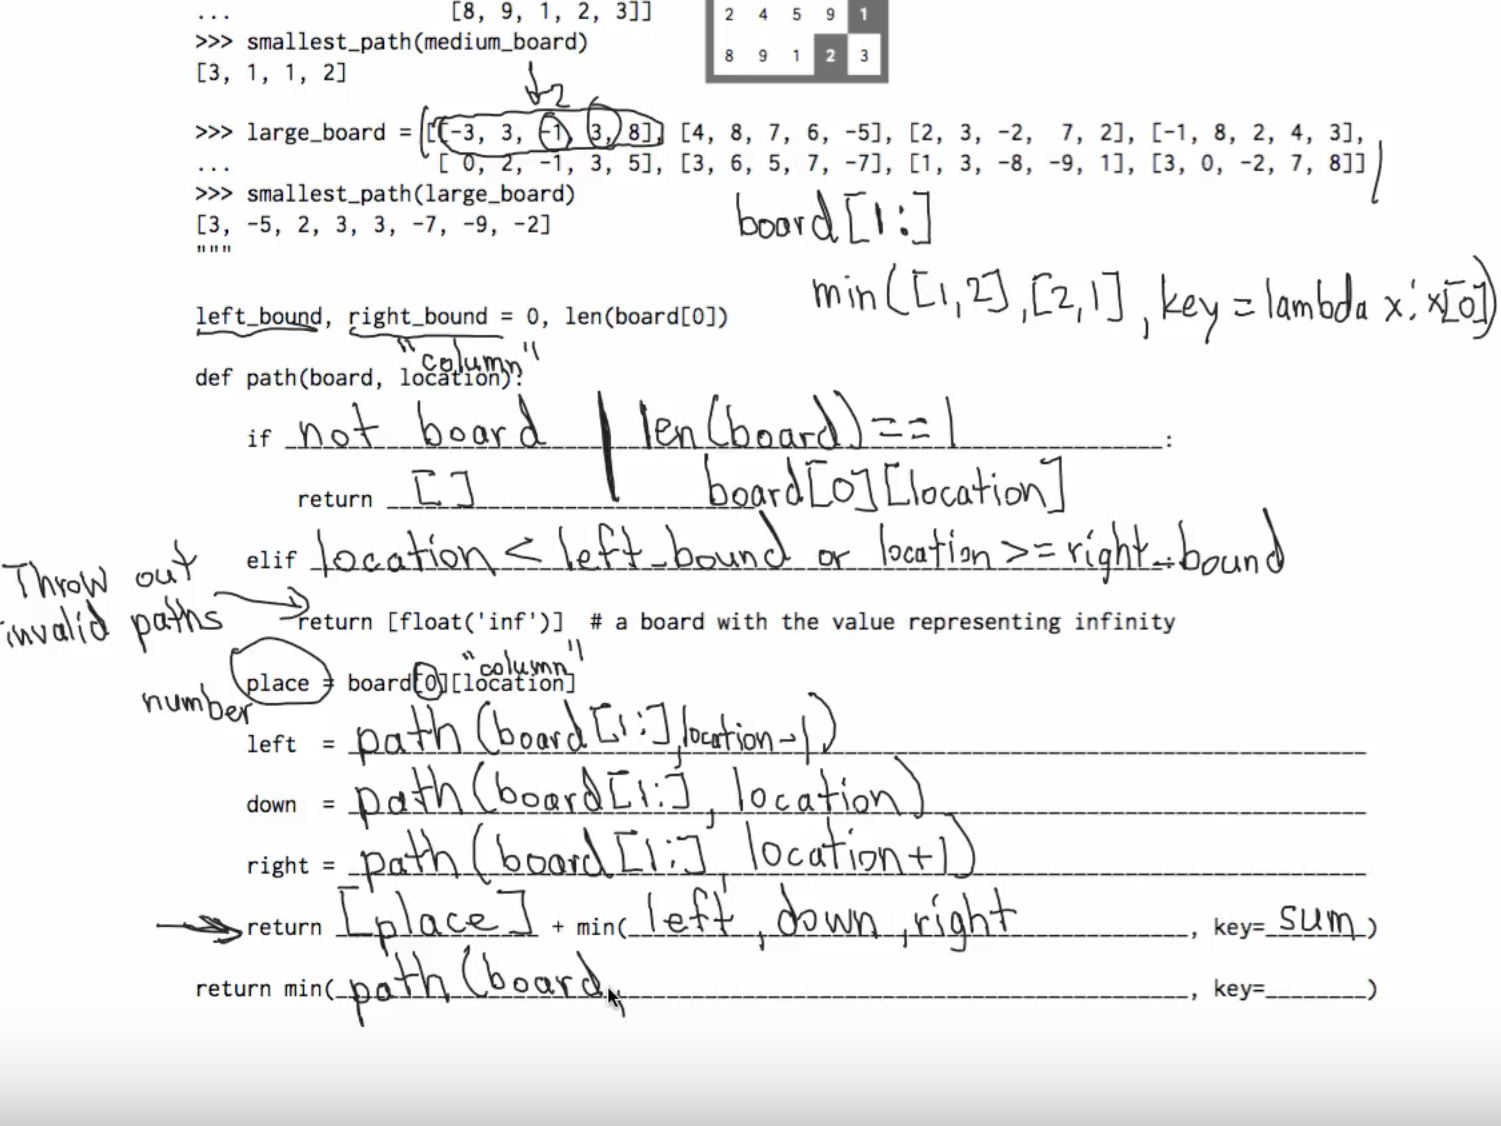 ...                    [8, 9, 1, 2, 3]]
2 4 5 9 1
>>> smallest_path(medium_board)
8 9 1 2 3
[3, 1, 1, 2]
2
>>> large_board = [[-3, 3, -1, 3, 8], [4, 8, 7, 6, -5], [2, 3, -2, 7, 2], [-1, 8, 2, 4, 3],
...                [ 0, 2, -1, 3, 5], [3, 6, 5, 7, -7], [1, 3, -8, -9, 1], [3, 0, -2, 7, 8]]
>>> smallest_path(large_board)
[3, -5, 2, 3, 3, -7, -9, -2]
board[1:]
"""
min([1,2],[2,1], key=lambda x: x[0])
left_bound, right_bound = 0, len(board[0])
"column"
def path(board, location):
if not board | len(board)==1 :
return [] board[0][location]
elif location < left_bound or location >= right_bound
Throw out
invalid paths
return [float('inf')]  # a board with the value representing infinity
"column"
place = board[0][location]
number
left = path(board[1:],location-1)
down = path(board[1:], location)
right = path(board[1:], location+1)
return [place] + min( left, down, right , key= sum )
return min( path(board, , key=______)